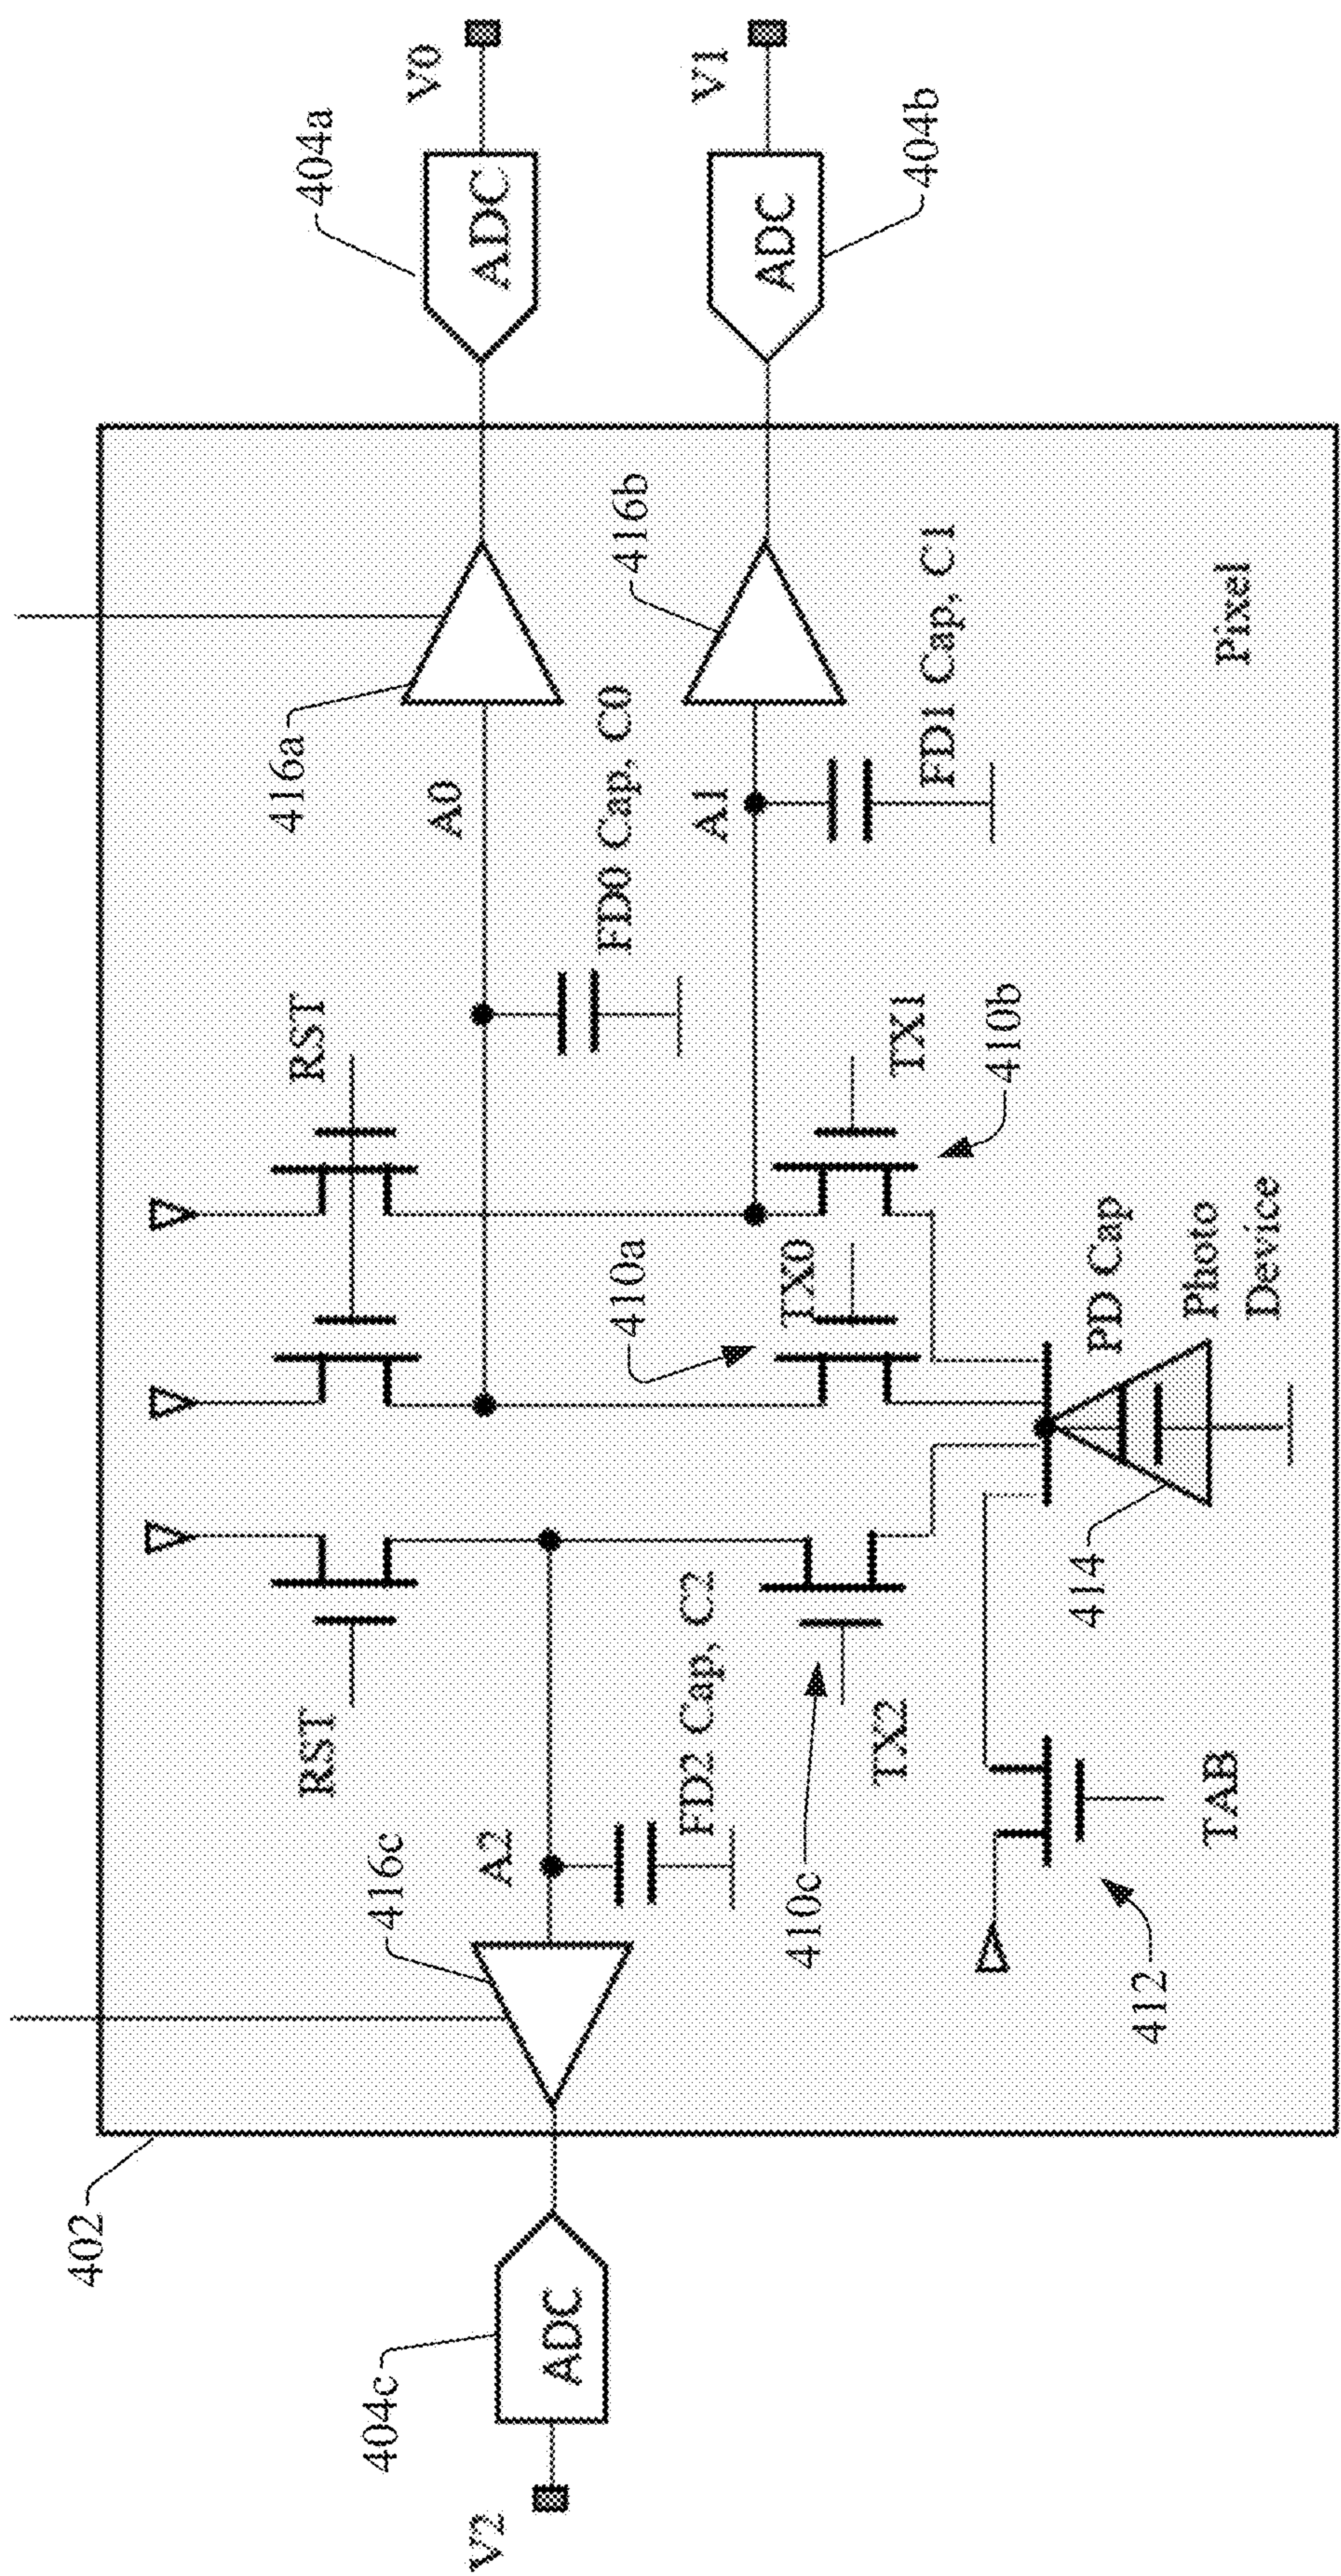 402
404c
ADC
V2
416c
A2
FD2 Cap, C2
RST
410c
TX2
412
TAB
414
PD Cap
Photo
Device
RST
410a
TX0
TX1
410b
416a
A0
FD0 Cap, C0
A1
416b
FD1 Cap, C1
Pixel
404a
ADC
V0
ADC
V1
404b